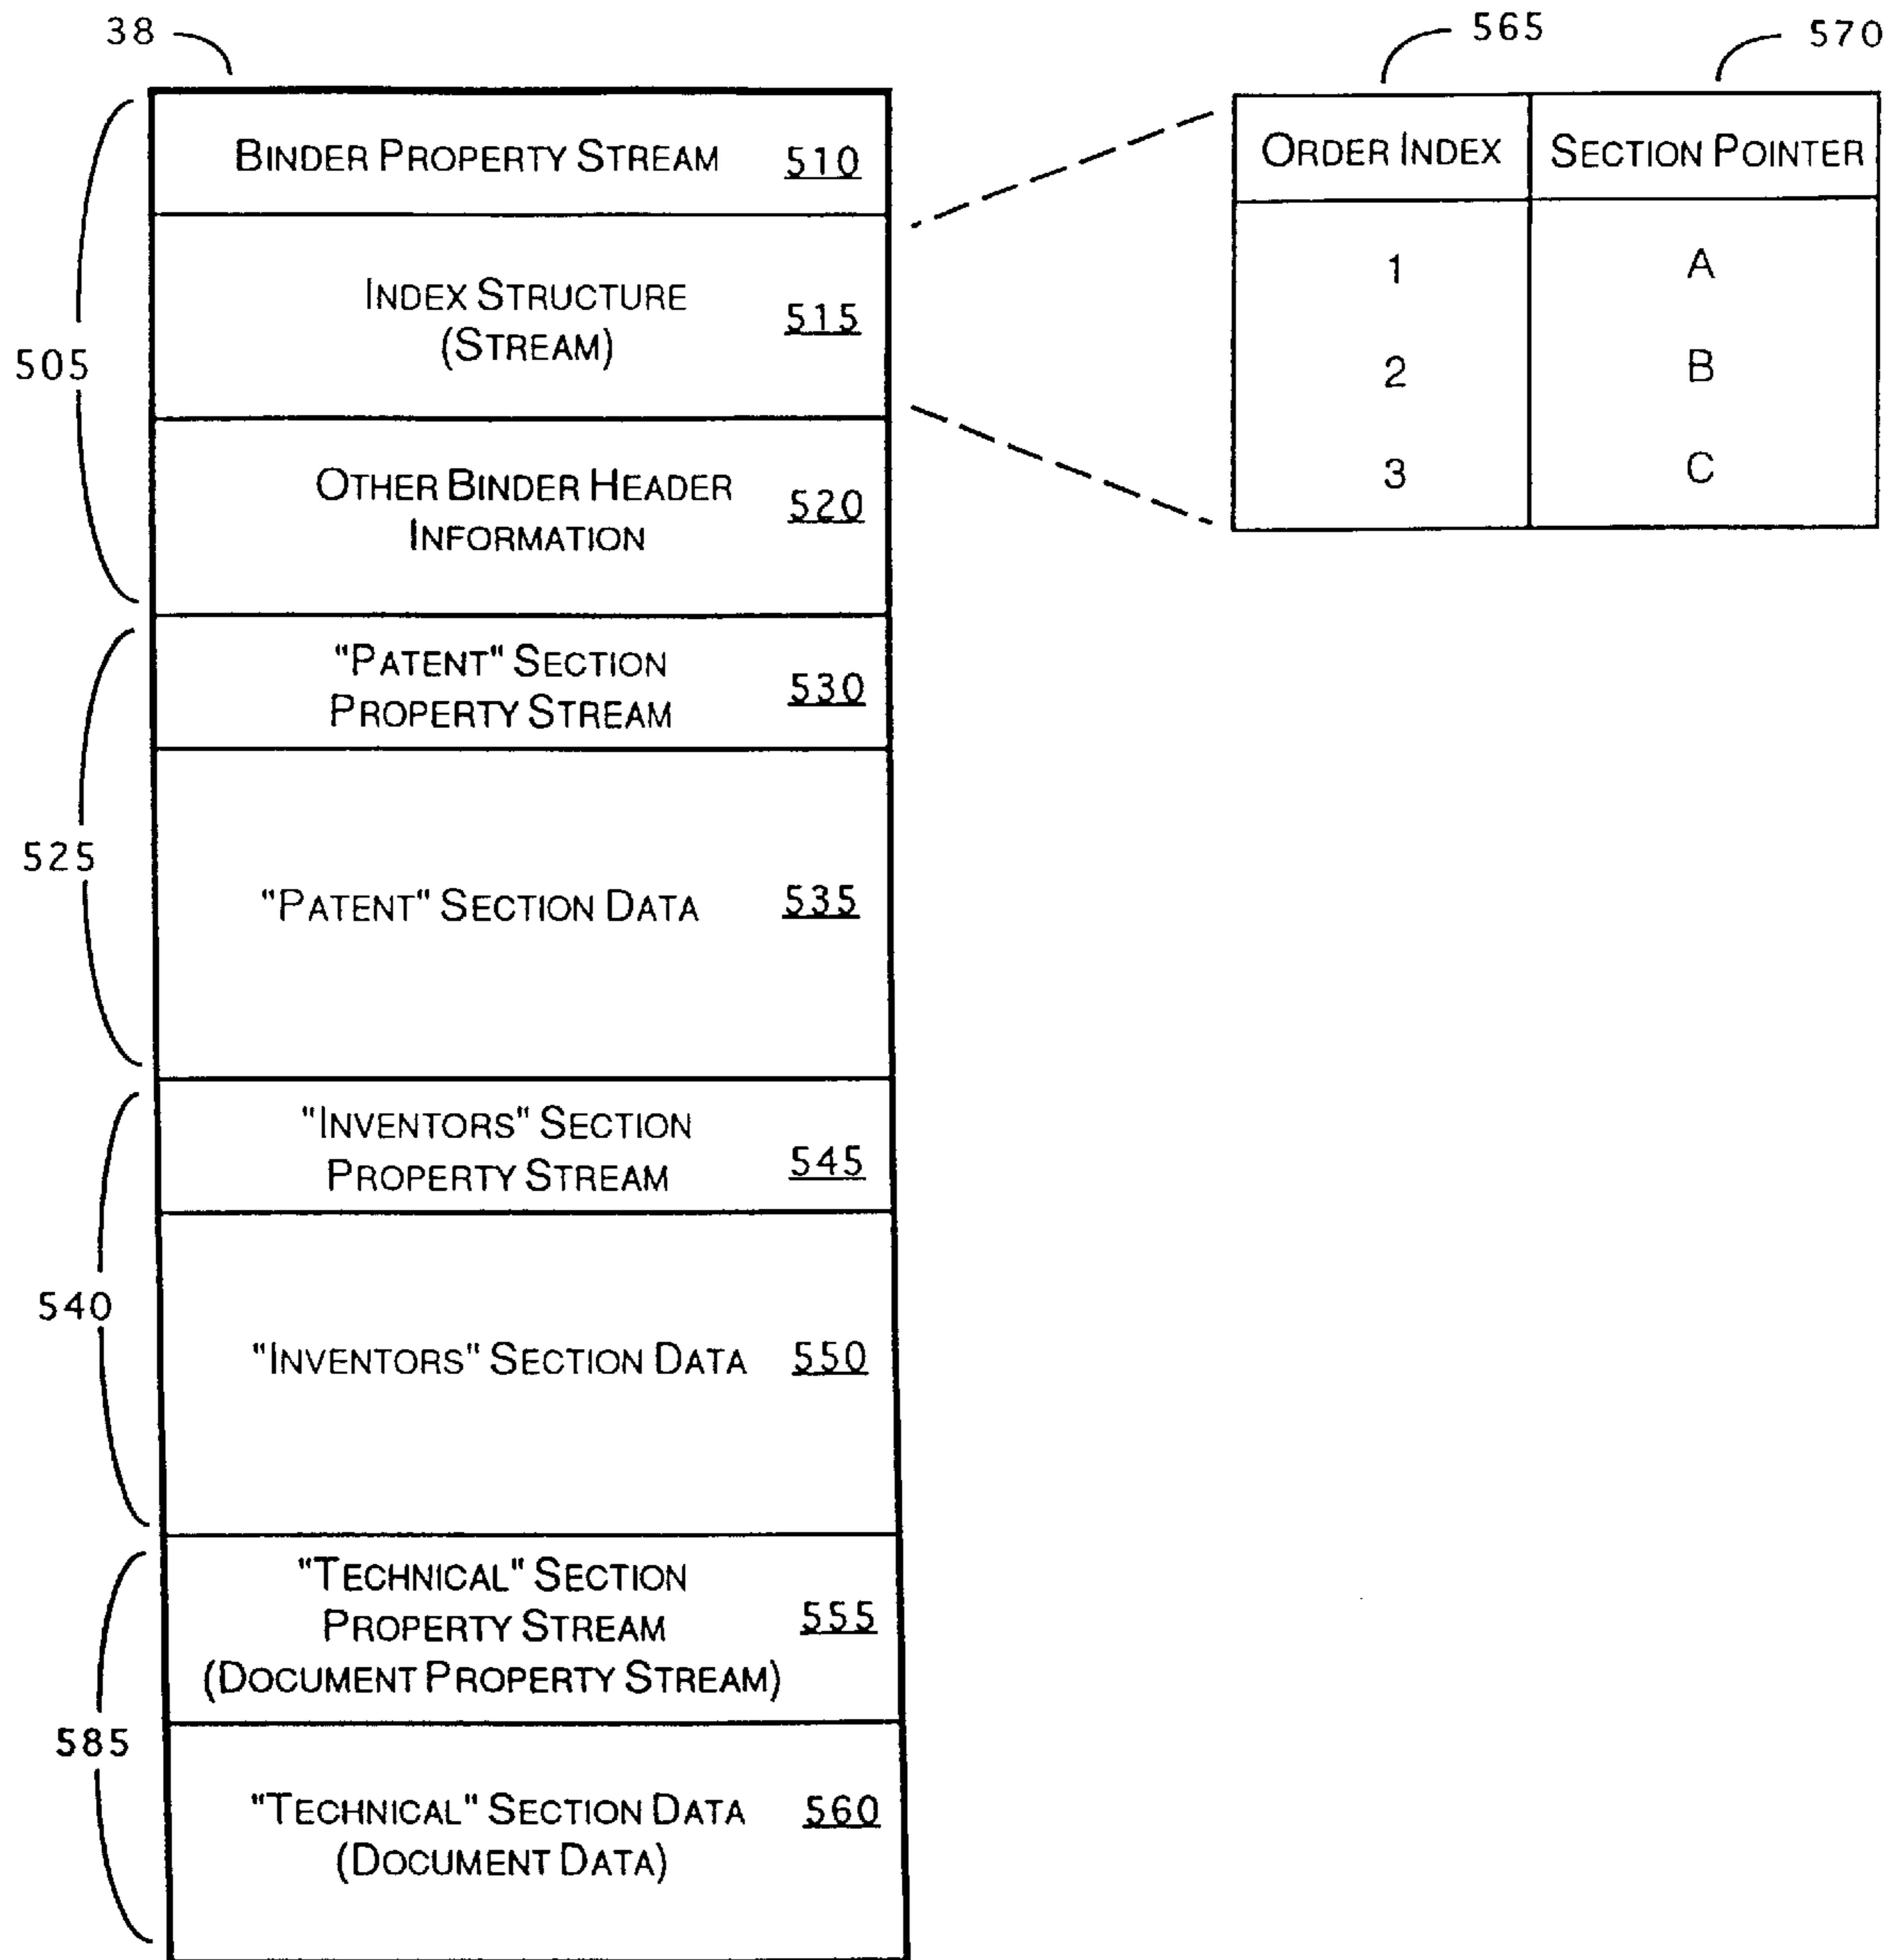 38
565
570
BINDER PROPERTY STREAM 510
ORDER INDEX SECTION POINTER
INDEX STRUCTURE
(STREAM) 515
1 A
2 B
3 C
505
OTHER BINDER HEADER
INFORMATION 520
"PATENT" SECTION
PROPERTY STREAM 530
525
"PATENT" SECTION DATA 535
"INVENTORS" SECTION
PROPERTY STREAM 545
540
"INVENTORS" SECTION DATA 550
"TECHNICAL" SECTION
PROPERTY STREAM 555
(DOCUMENT PROPERTY STREAM)
585
"TECHNICAL" SECTION DATA 560
(DOCUMENT DATA)